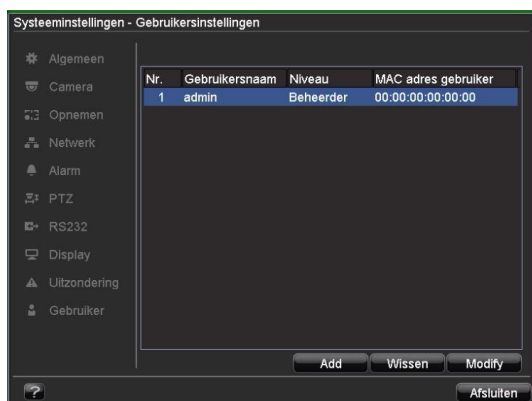 Systeeminstellingen - Gebruikersinstellingen
Algemeen
Camera
Opnemen
Netwerk
Alarm
PTZ
RS232
Display
Uitzondering
Gebruiker
Nr. Gebruikersnaam Niveau MAC adres gebruiker
1 admin Beheerder 00:00:00:00:00:00
Add Wissen Modify
? Afsluiten